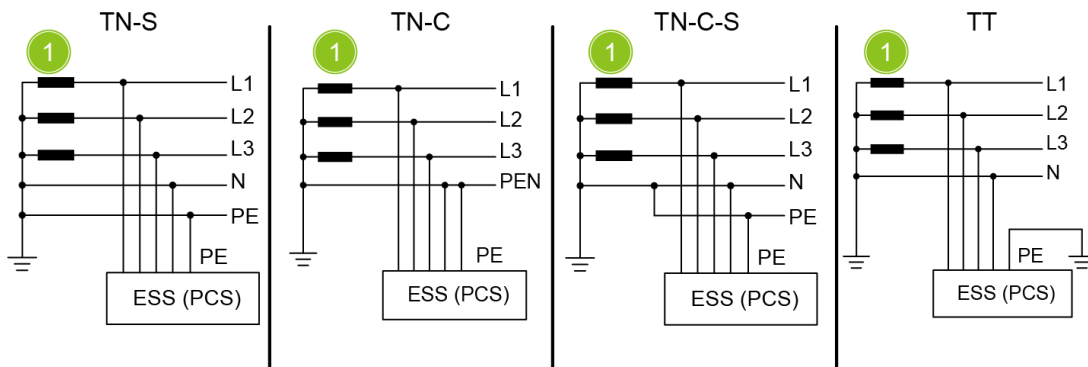 TN-S
1
L1
L2
L3
N
PE
PE
ESS (PCS)
TN-C
1
L1
L2
L3
PEN
PE
ESS (PCS)
TN-C-S
1
L1
L2
L3
N
PE
PE
ESS (PCS)
TT
1
L1
L2
L3
N
PE
ESS (PCS)